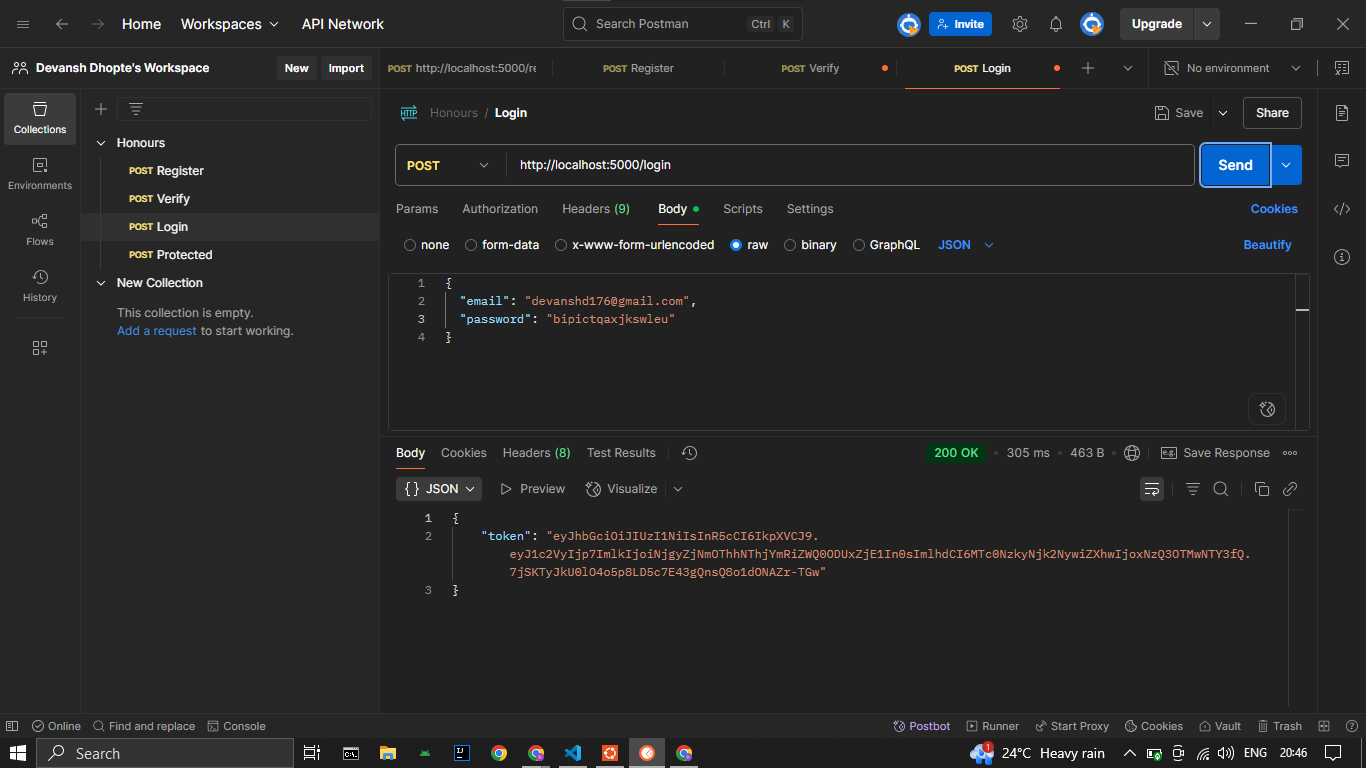 Home
Workspaces
API Network
Search Postman
Ctrl
K
Invite
Upgrade
Devansh Dhopte's Workspace
New
Import
POST http://localhost:5000/re
POST Register
POST Verify
POST Login
No environment
Collections
Environments
Flows
History
Honours
POST Register
POST Verify
POST Login
POST Protected
New Collection
This collection is empty.
Add a request to start working.
HTTP Honours / Login
Save
Share
POST
http://localhost:5000/login
Send
Params
Authorization
Headers (9)
Body
Scripts
Settings
Cookies
none
form-data
x-www-form-urlencoded
raw
binary
GraphQL
JSON
Beautify
1 {
2 "email": "devanshd176@gmail.com",
3 "password": "bipictqaxjkswleu"
4 }
Body
Cookies
Headers (8)
Test Results
200 OK
305 ms
463 B
e.g.
Save Response
{} JSON
Preview
Visualize
1 {
2 "token": "eyJhbGciOiJIUzI1NiIsInR5cCI6IkpXVCJ9.
eyJ1c2VyIjp7ImlkIjoiNjgyZjNmOThhNThjYmRiZWQ0ODUxZjE1In0sImlhdCI6MTc0NzkyNjk2NywiZXhwIjoxNzQ3OTMwNTY3fQ.
7jSKTyJkU0lO4o5p8LD5c7E43gQnsQ8o1dONAZr-TGw"
3 }
Online
Find and replace
Console
Postbot
Runner
Start Proxy
Cookies
Vault
Trash
Search
IJ
1
24°C Heavy rain
ENG
20:46